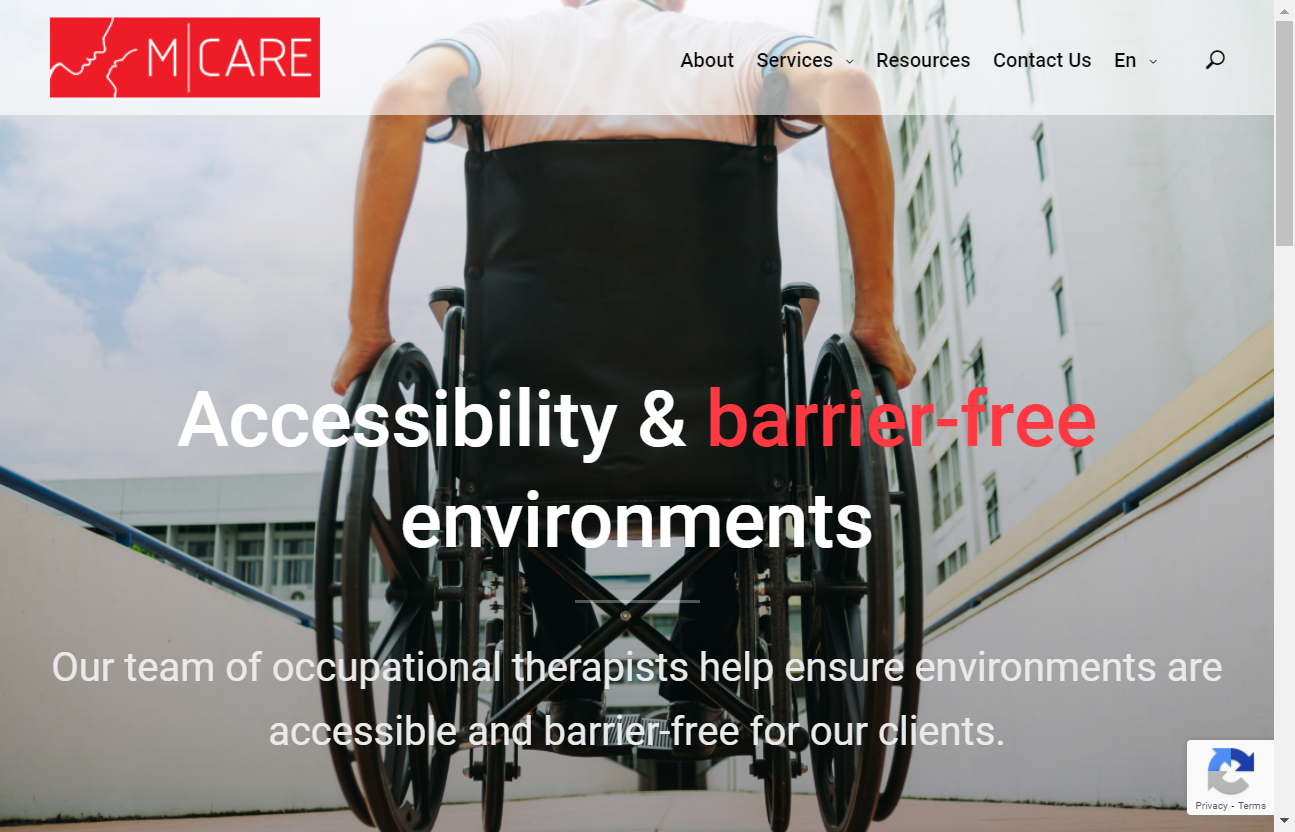 M|CARE
About Services Resources Contact Us En
Accessibility & barrier-free
environments
Our team of occupational therapists help ensure environments are
accessible and barrier-free for our clients.
Privacy - Terms